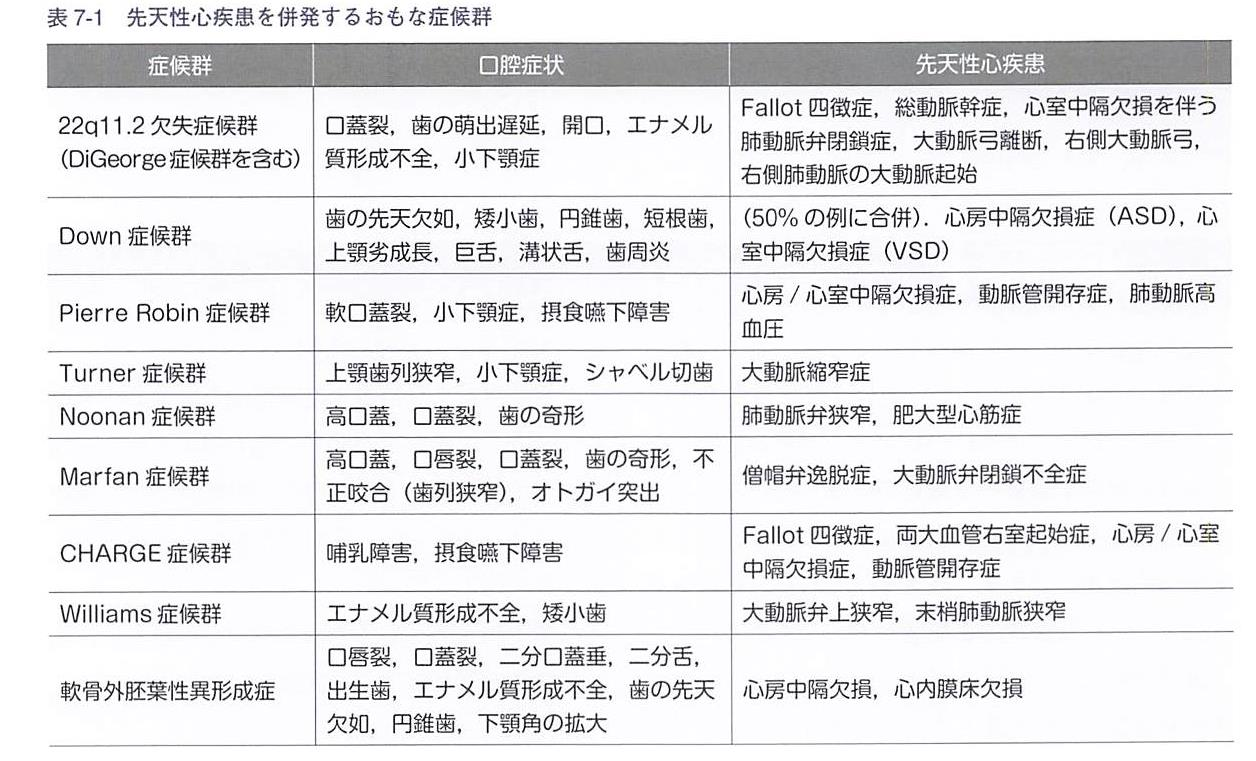 表 7-1 先天性心疾患を併発するおもな症候群
症候群 口腔症状 先天性心疾患
22q11.2 欠失症候群
(DiGeorge 症候群を含む)
口蓋裂，歯の萌出遅延，開口，エナメル
質形成不全，小下顎症
Fallot 四徴症，総動脈幹症，心室中隔欠損を伴う
肺動脈弁閉鎖症，大動脈弓離断，右側大動脈弓，
右側肺動脈の大動脈起始
Down 症候群
歯の先天欠如，矮小歯，円錐歯，短根歯，
上顎劣成長，巨舌，溝状舌，歯周炎
(50% の例に合併)．心房中隔欠損症（ASD），心
室中隔欠損症（VSD）
Pierre Robin 症候群
軟口蓋裂，小下顎症，摂食嚥下障害
心房 / 心室中隔欠損症，動脈管開存症，肺動脈高
血圧
Turner 症候群
上顎歯列狭窄，小下顎症，シャベル切歯
大動脈縮窄症
Noonan 症候群
高口蓋，口蓋裂，歯の奇形
肺動脈弁狭窄，肥大型心筋症
Marfan 症候群
高口蓋，口唇裂，口蓋裂，歯の奇形，不
正咬合（歯列狭窄），オトガイ突出
僧帽弁逸脱症，大動脈弁閉鎖不全症
CHARGE 症候群
哺乳障害，摂食嚥下障害
Fallot 四徴症，両大血管右室起始症，心房 / 心室
中隔欠損症，動脈管開存症
Williams 症候群
エナメル質形成不全，矮小歯
大動脈弁上狭窄，末梢肺動脈狭窄
軟骨外胚葉性異形成症
口唇裂，口蓋裂，二分口蓋垂，二分舌，
出生歯，エナメル質形成不全，歯の先天
欠如，円錐歯，下顎角の拡大
心房中隔欠損，心内膜床欠損